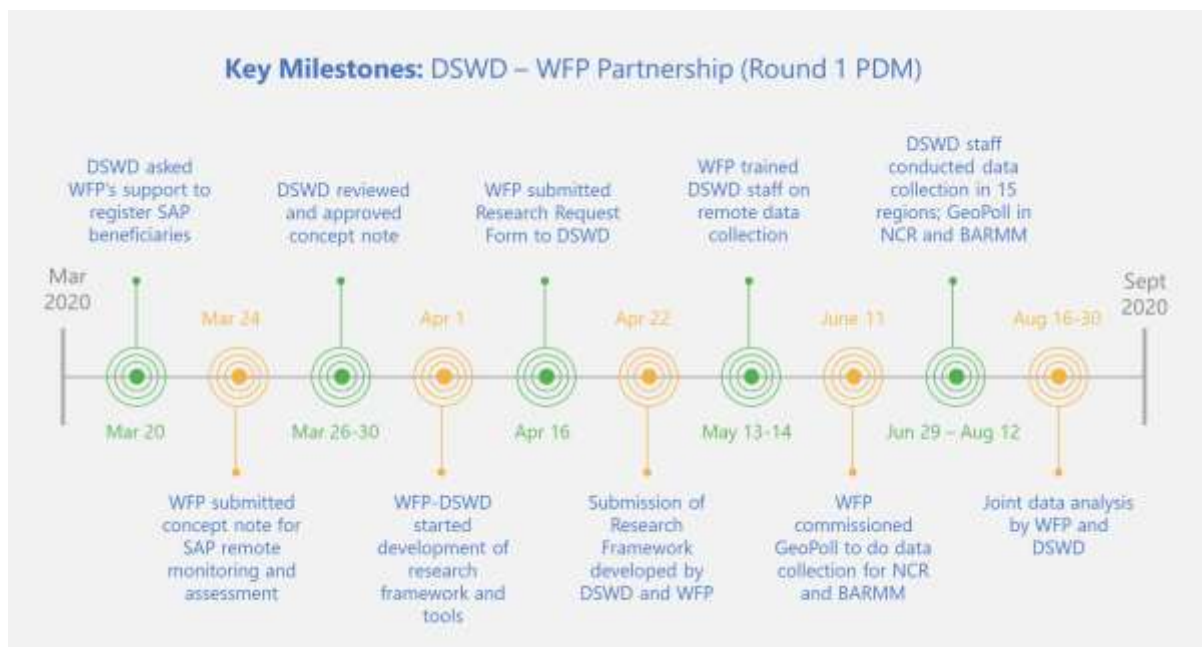 Key Milestones: DSWD – WFP Partnership (Round 1 PDM)
Mar
2020
DSWD asked
WFP's support to
register SAP
beneficiaries
Mar 20
Mar 24
WFP submitted
concept note for
SAP remote
monitoring and
assessment
DSWD reviewed
and approved
concept note
Mar 26-30
Apr 1
WFP-DSWD
started
development of
research
framework and
tools
WFP submitted
Research Request
Form to DSWD
Apr 16
Apr 22
Submission of
Research
Framework
developed by
DSWD and WFP
WFP trained
DSWD staff on
remote data
collection
May 13-14
June 11
WFP
commissioned
GeoPoll to do data
collection for NCR
and BARMM
DSWD staff
conducted data
collection in 15
regions; GeoPoll in
NCR and BARMM
Jun 29 – Aug 12
Aug 16-30
Joint data analysis
by WFP and
DSWD
Sept
2020